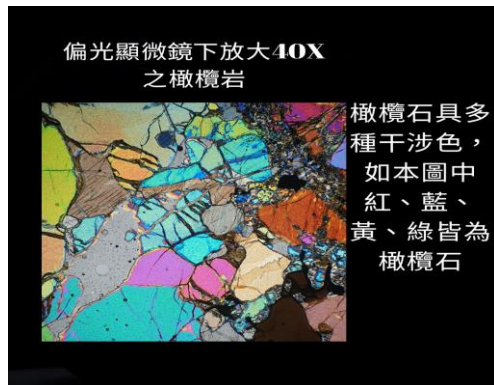 偏光顯微鏡下放大40X
之橄欖岩
橄欖石具多
種干涉色，
如本圖中
紅、藍、
黃、綠皆為
橄欖石